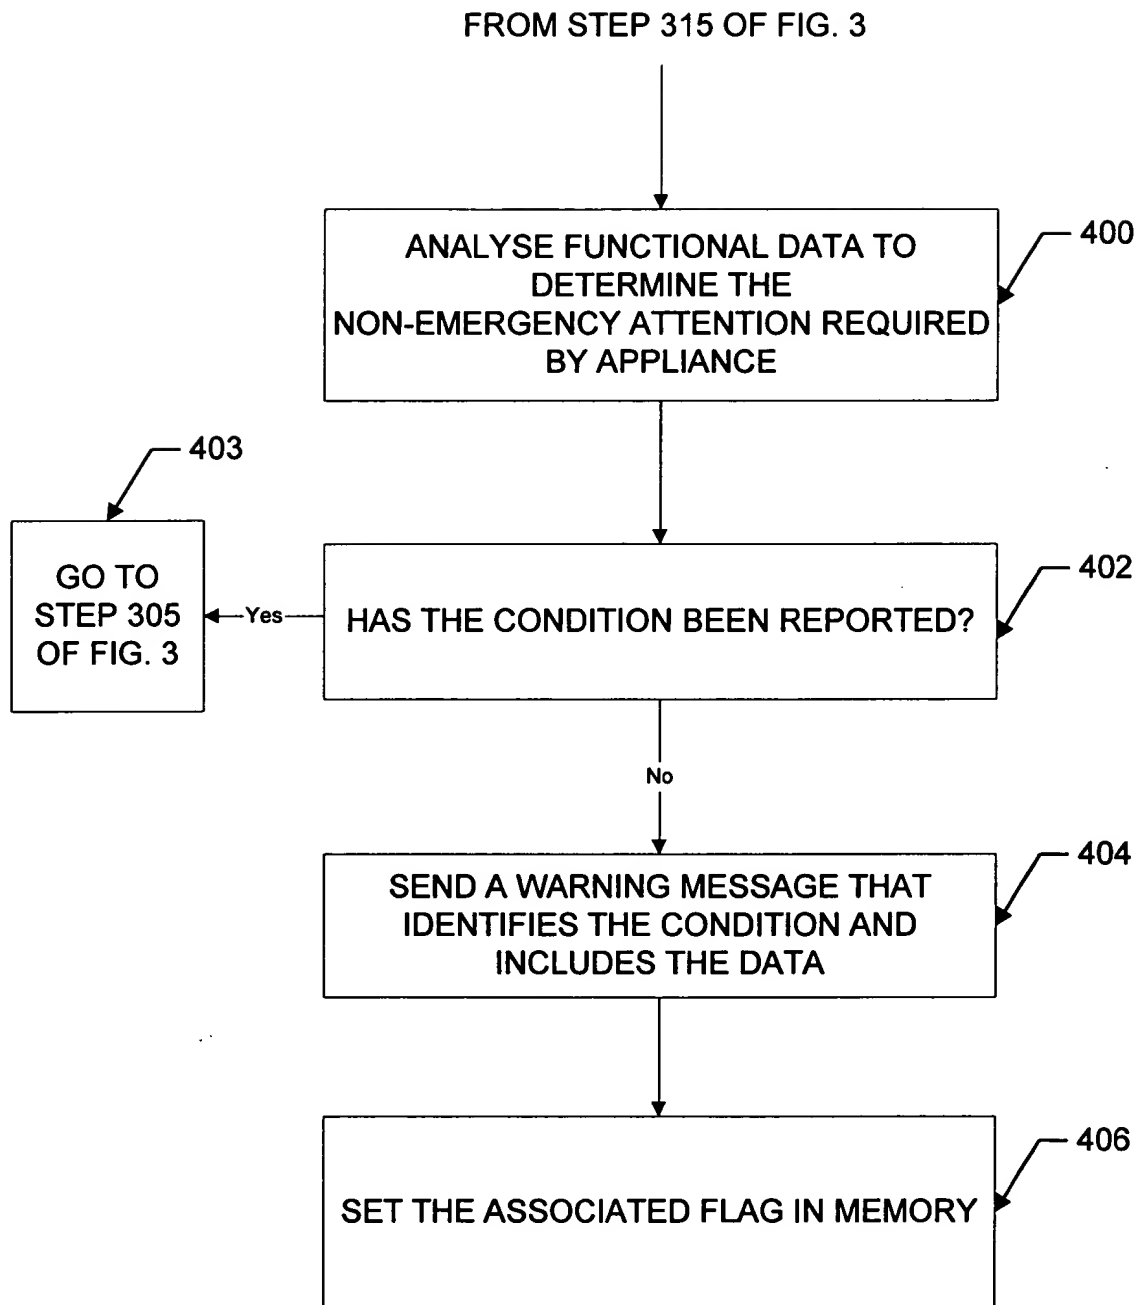 FROM STEP 315 OF FIG. 3
ANALYSE FUNCTIONAL DATA TO
DETERMINE THE
NON-EMERGENCY ATTENTION REQUIRED
BY APPLIANCE
400
403
GO TO
STEP 305
OF FIG. 3
Yes
HAS THE CONDITION BEEN REPORTED?
402
No
SEND A WARNING MESSAGE THAT
IDENTIFIES THE CONDITION AND
INCLUDES THE DATA
404
SET THE ASSOCIATED FLAG IN MEMORY
406